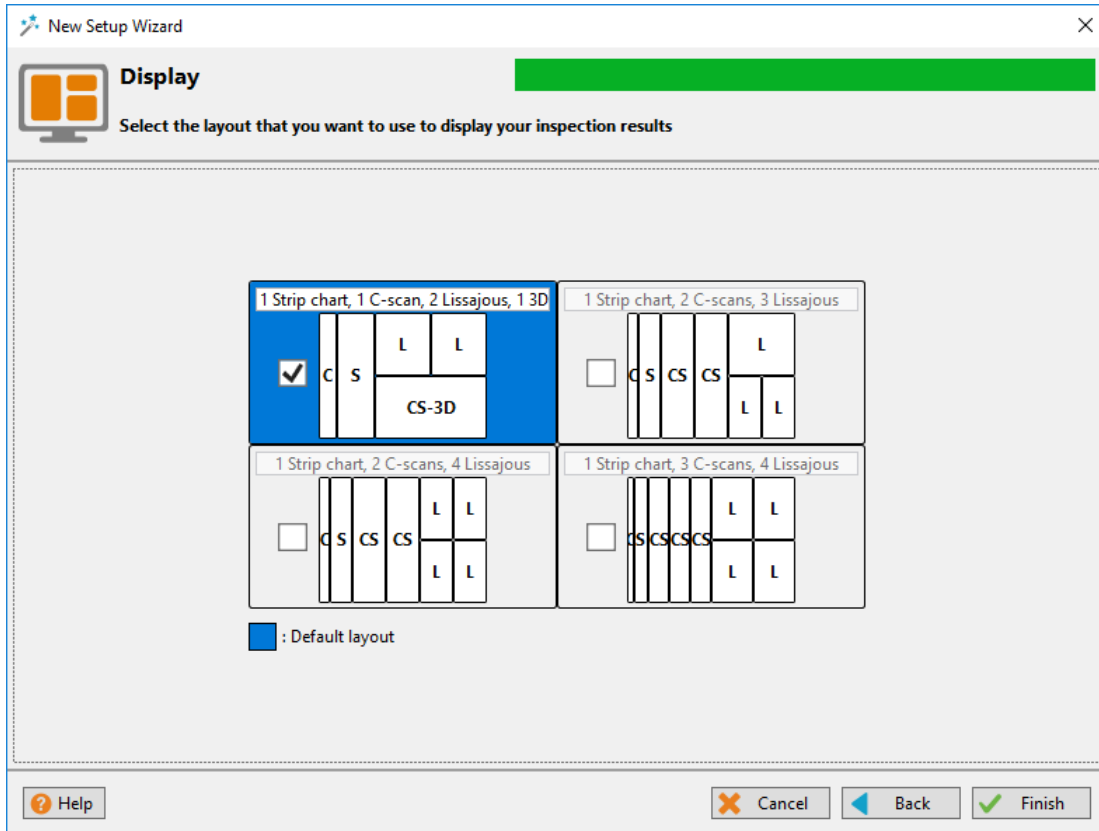 New Setup Wizard
Display
Select the layout that you want to use to display your inspection results
1 Strip chart, 1 C-scan, 2 Lissajous, 1 3D
C S L L
CS-3D
1 Strip chart, 2 C-scans, 3 Lissajous
C S CS CS L
L L
1 Strip chart, 2 C-scans, 4 Lissajous
C S CS CS L L
L L
1 Strip chart, 3 C-scans, 4 Lissajous
S CS CS CS L L
L L
: Default layout
Help
Cancel
Back
Finish